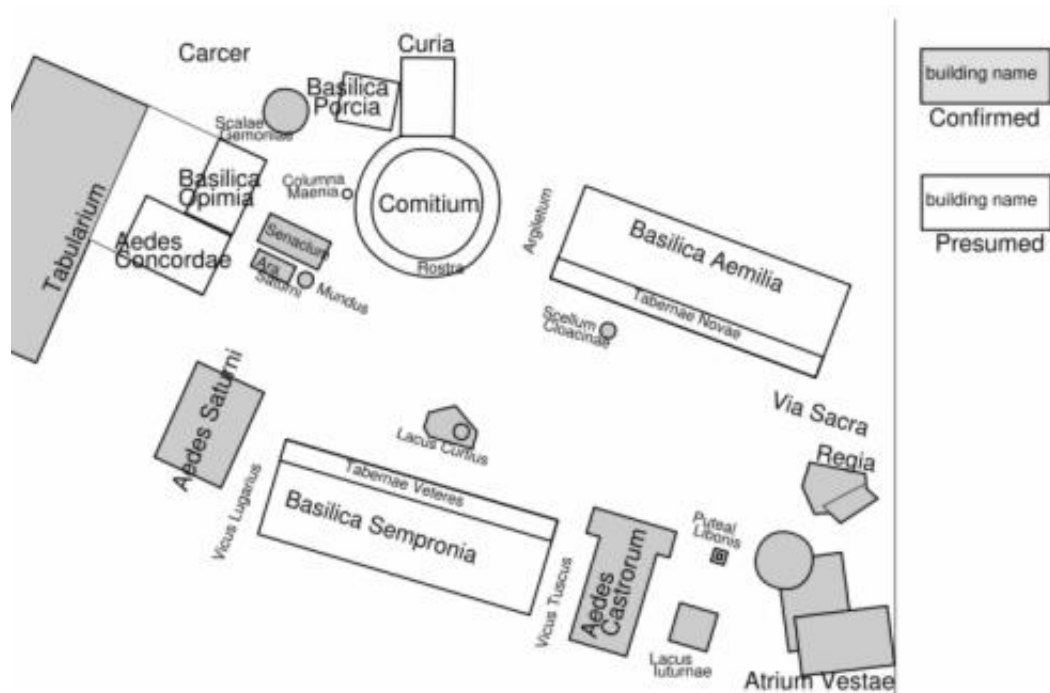 Carcer
Curia
Basilica
Porcia
Scalae
Gemoniae
Basilica
Opimia
Columna
Maenia
Comitium
Rostra
Tabularium
Aedes
Concordae
Senaclum
Ara
Saturni
Mundus
Argiletum
Basilica Aemilia
Tabernae Novae
Scellum
Cloacinae
Via Sacra
Regia
Aedes Saturni
Lacus Curtius
Vicus Lugarius
Tabernae Veteres
Basilica Sempronia
Vicus Tuscus
Aedes
Castrorum
Puteal
Libonis
Lacus
Iuturnae
Atrium Vestae
building name
Confirmed
building name
Presumed